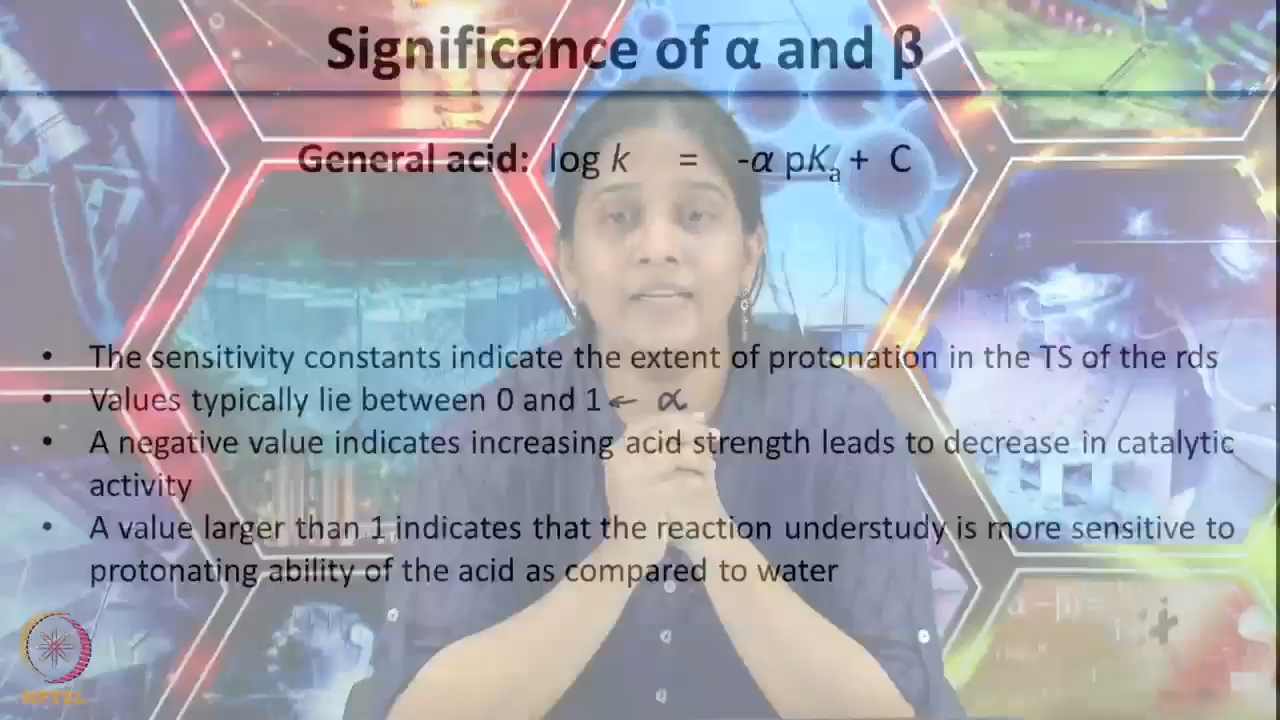 Significance of α and β
General acid: log k = -α pKa + C
• The sensitivity constants indicate the extent of protonation in the TS of the rds
• Values typically lie between 0 and 1 ← α
• A negative value indicates increasing acid strength leads to decrease in catalytic
activity
• A value larger than 1 indicates that the reaction understudy is more sensitive to
protonating ability of the acid as compared to water
NPTEL